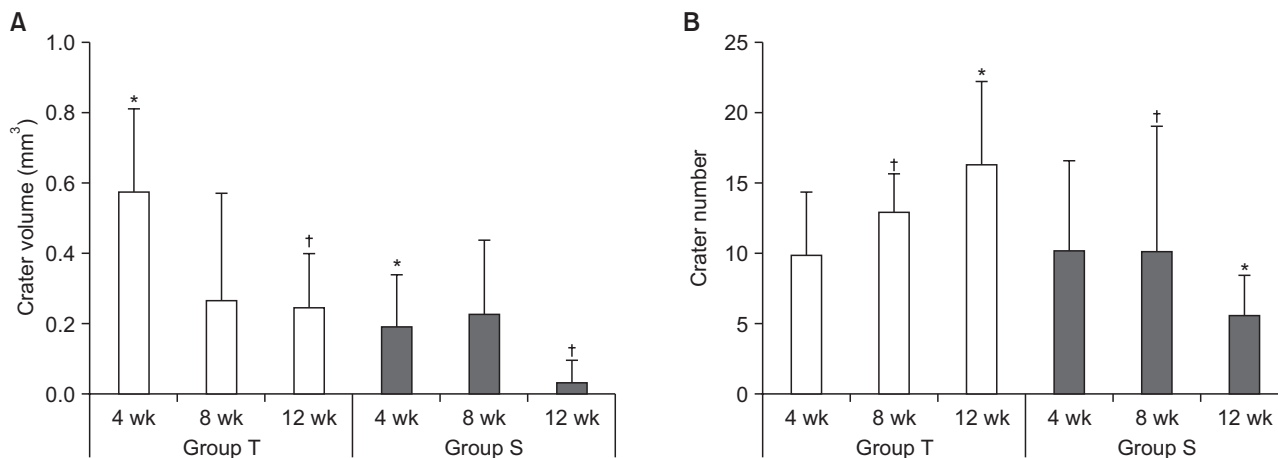 A
Crater volume (mm³)
1.0
0.8
0.6
0.4
0.2
0.0
*
†
*
†
4 wk 8 wk 12 wk 4 wk 8 wk 12 wk
Group T Group S
B
Crater number
25
20
15
10
5
0
†
*
†
*
4 wk 8 wk 12 wk 4 wk 8 wk 12 wk
Group T Group S